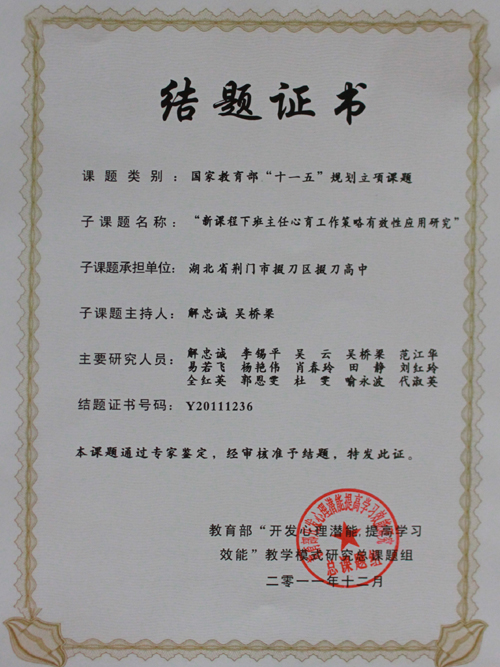 结题证书
课题类别：国家教育部“十一五”规划立项课题
子课题名称：“新课程下班主任心育工作策略有效性应用研究”
子课题承担单位：湖北省荆门市掇刀区掇刀高中
子课题主持人：解忠诚 吴桥梁
主要研究人员：解忠诚 李锡平 吴云 吴桥梁 范江华
易若飞 杨艳伟 肖春玲 田静 刘红玲
全红英 郭思雯 杜雯 喻永波 代淑英
结题证书号码：Y20111236
本课题通过专家鉴定，经审核准予结题，特发此证。
教育部“开发心理潜能 提高学习
效能”教学模式研究总课题组
二零一一年十二月
总课题组